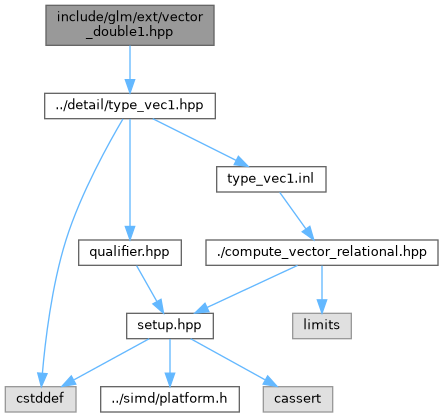 include/glm/ext/vector
_double1.hpp
../detail/type_vec1.hpp
type_vec1.inl
qualifier.hpp
./compute_vector_relational.hpp
setup.hpp
limits
cstddef
../simd/platform.h
cassert